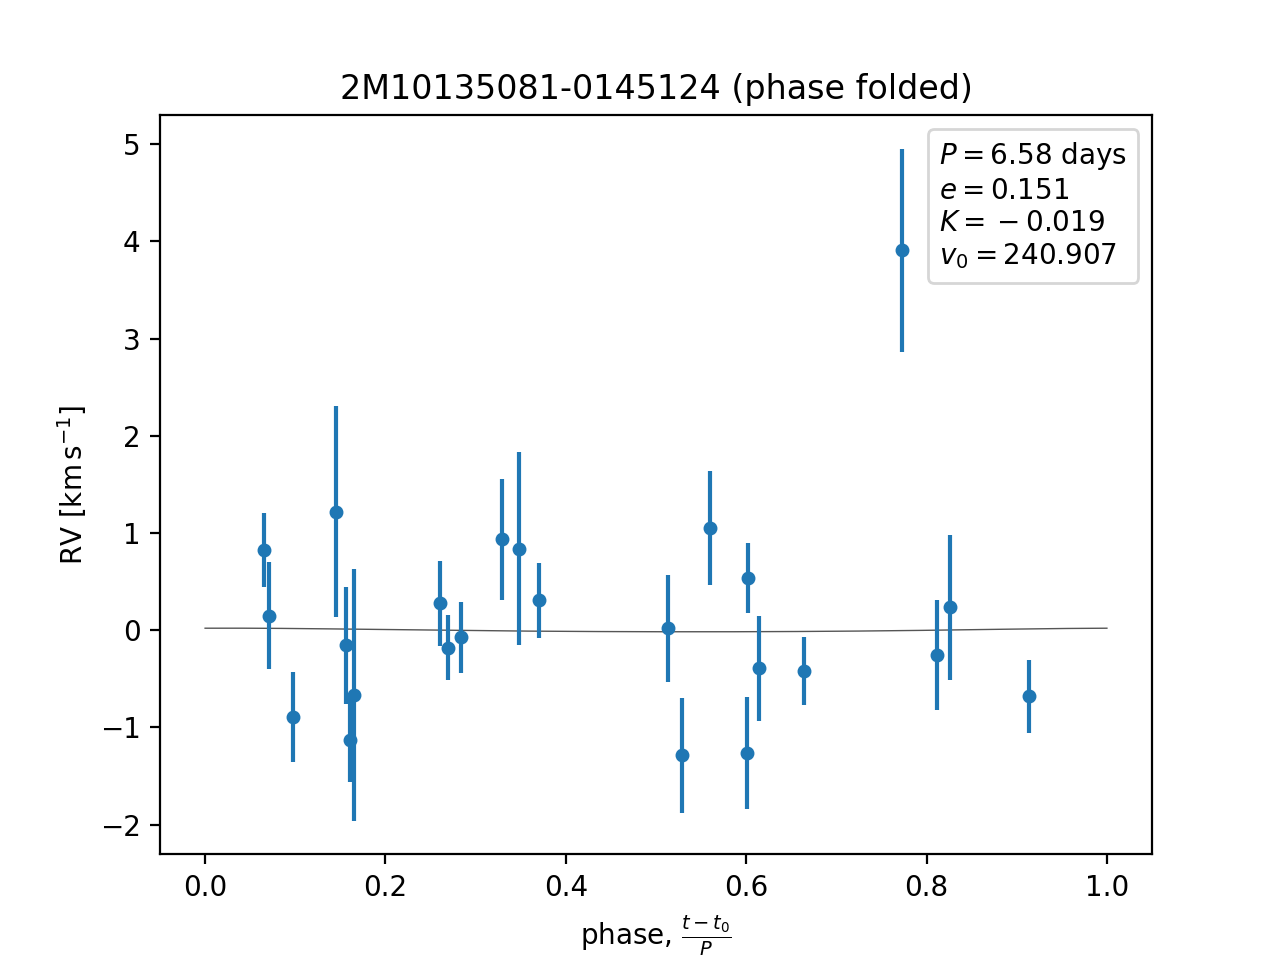 2M10135081-0145124 (phase folded)
P = 6.58 days
e = 0.151
K = −0.019
v₀ = 240.907
5
4
3
2
1
0
−1
−2
RV [km s⁻¹]
0.0 0.2 0.4 0.6 0.8 1.0
phase, (t − t₀)/P